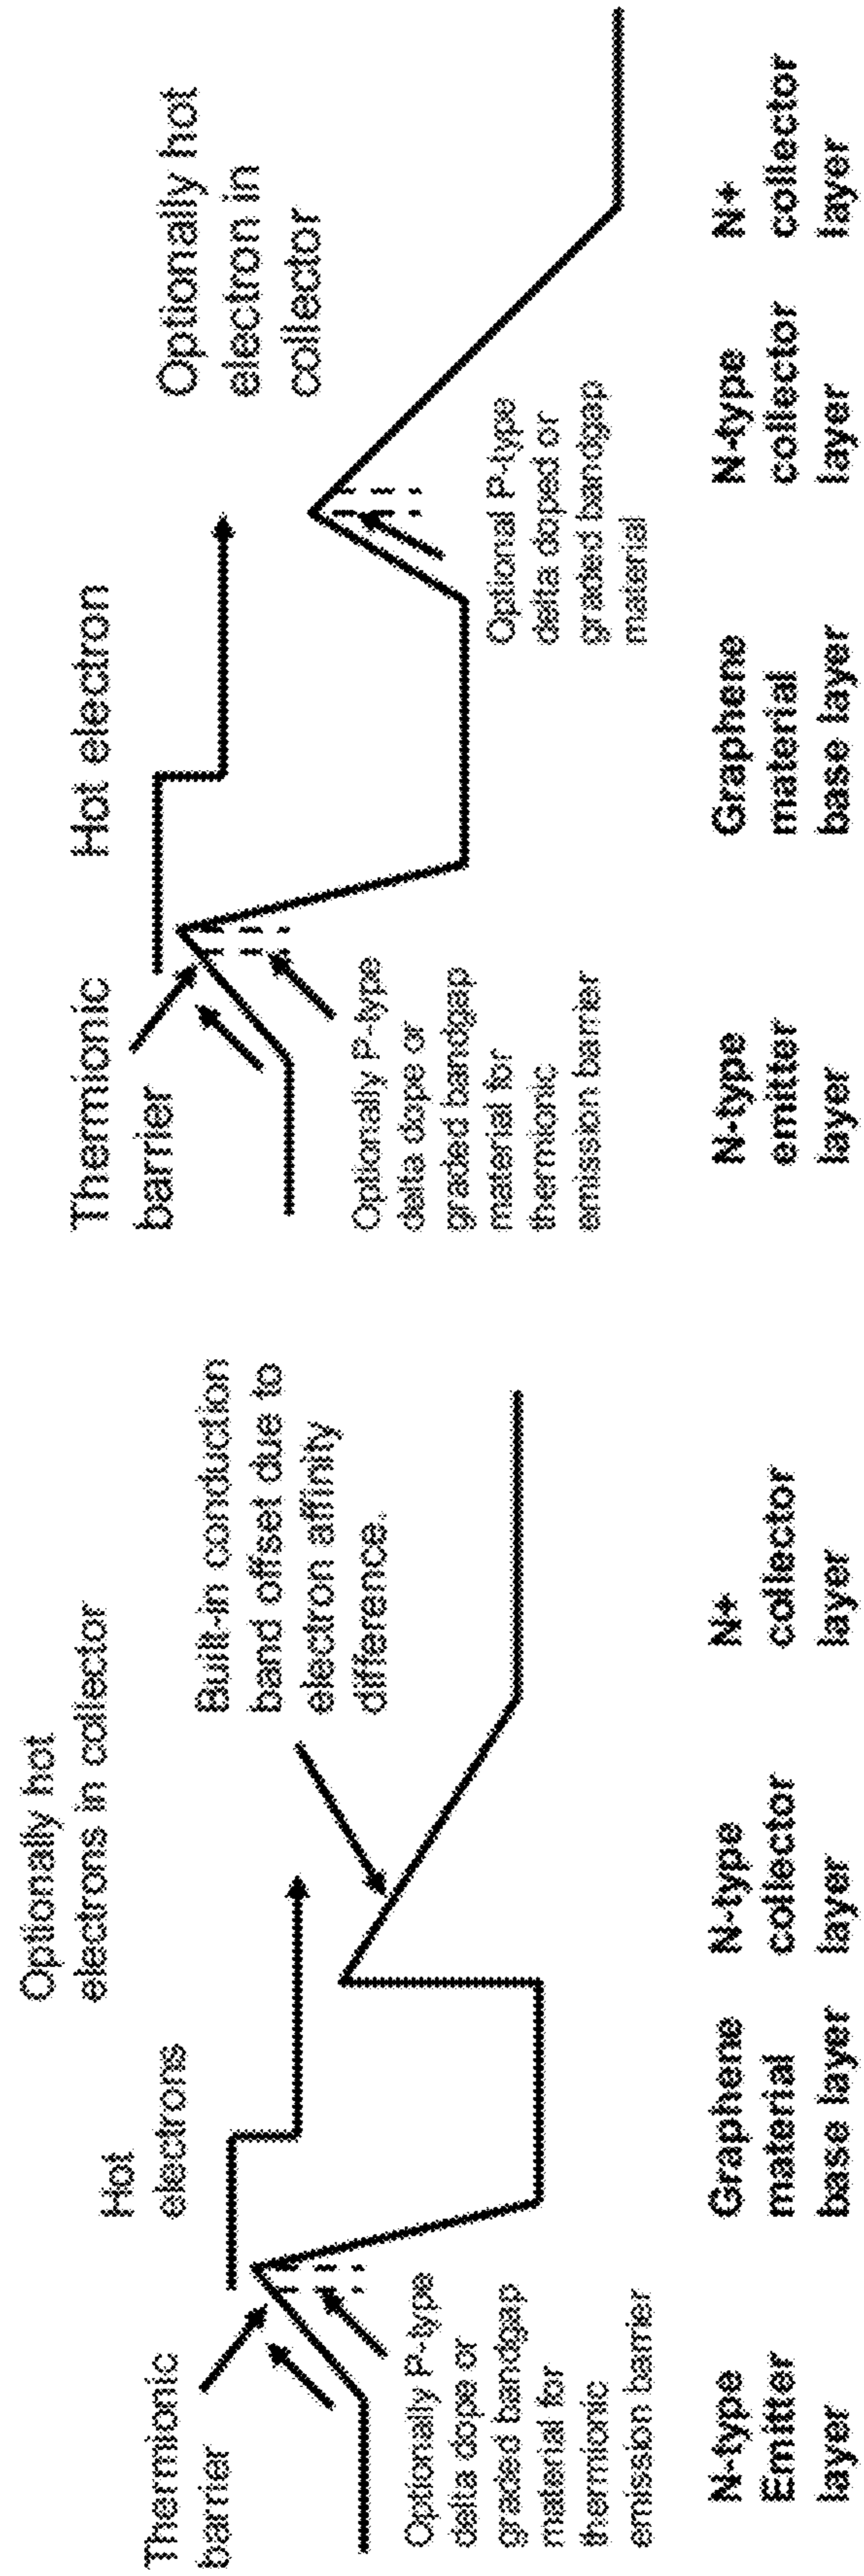 Thermionic
barrier
Hot
electrons
Optionally hot
electrons in collector
Built-in conduction
band offset due to
electron affinity
difference.
Optionally P-type
delta dope or
graded bandgap
material for
thermionic
emission barrier
N-type
Emitter
layer
Graphene
material
base layer
N-type
collector
layer
N+
collector
layer
Thermionic
barrier
Hot electron
Optionally hot
electron in
collector
Optionally P-type
delta dope or
graded bandgap
material for
thermionic
emission barrier
Optional P-type
delta doped or
graded bandgap
material
N-type
emitter
layer
Graphene
material
base layer
N-type
collector
layer
N+
collector
layer